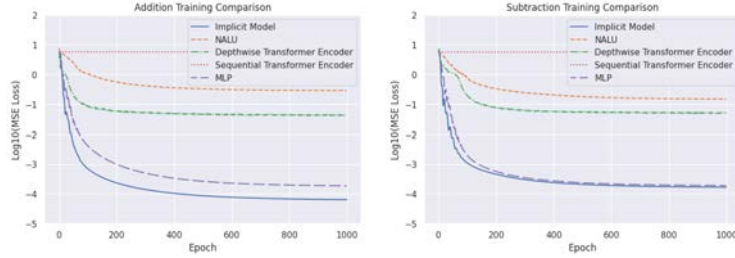 Addition Training Comparison
2
1
0
−1
−2
−3
−4
−5
Log10(MSE Loss)
0 200 400 600 800 1000
Epoch
Implicit Model
NALU
Depthwise Transformer Encoder
Sequential Transformer Encoder
MLP
Subtraction Training Comparison
2
1
0
−1
−2
−3
−4
−5
Log10(MSE Loss)
0 200 400 600 800 1000
Epoch
Implicit Model
NALU
Depthwise Transformer Encoder
Sequential Transformer Encoder
MLP